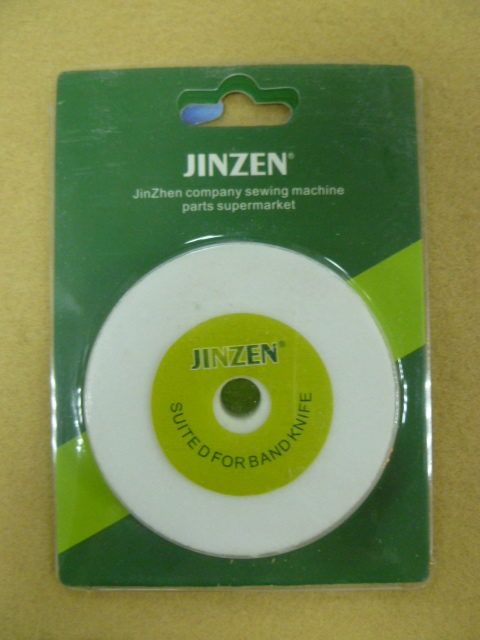 JINZEN®
JinZhen company sewing machine
parts supermarket
JINZEN®
SUITED FOR BAND KNIFE